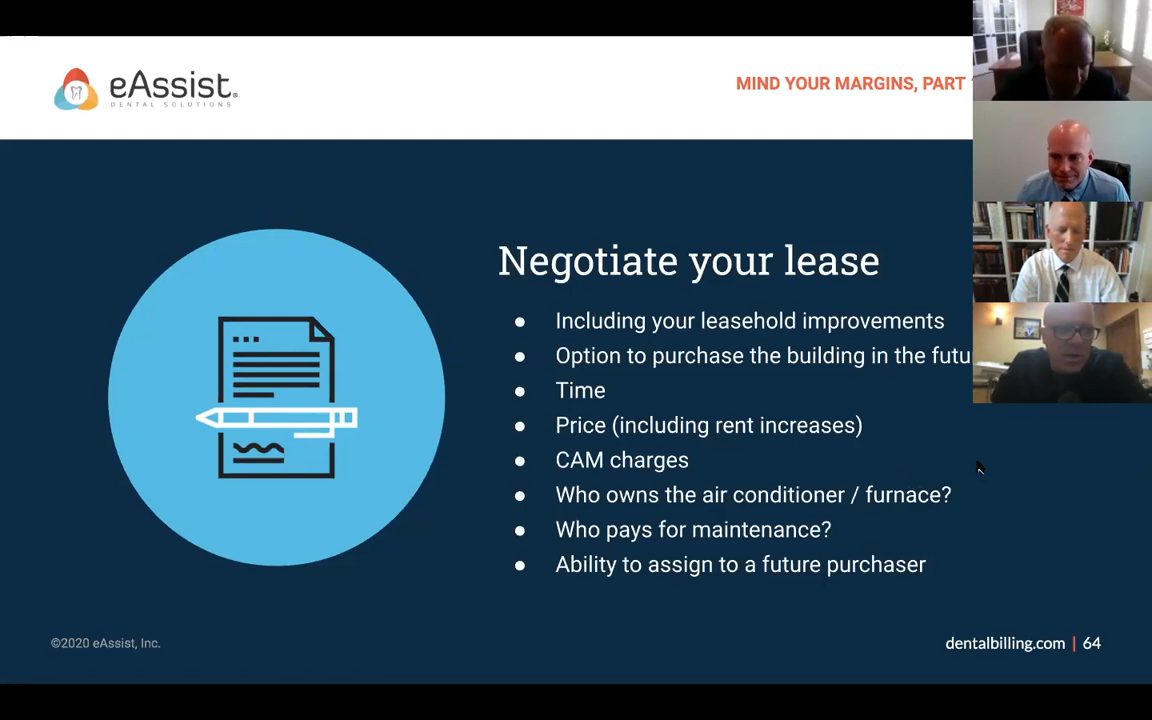 eAssist
DENTAL SOLUTIONS
MIND YOUR MARGINS, PART
Negotiate your lease
● Including your leasehold improvements
● Option to purchase the building in the futu
● Time
● Price (including rent increases)
● CAM charges
● Who owns the air conditioner / furnace?
● Who pays for maintenance?
● Ability to assign to a future purchaser
©2020 eAssist, Inc.
dentalbilling.com | 64